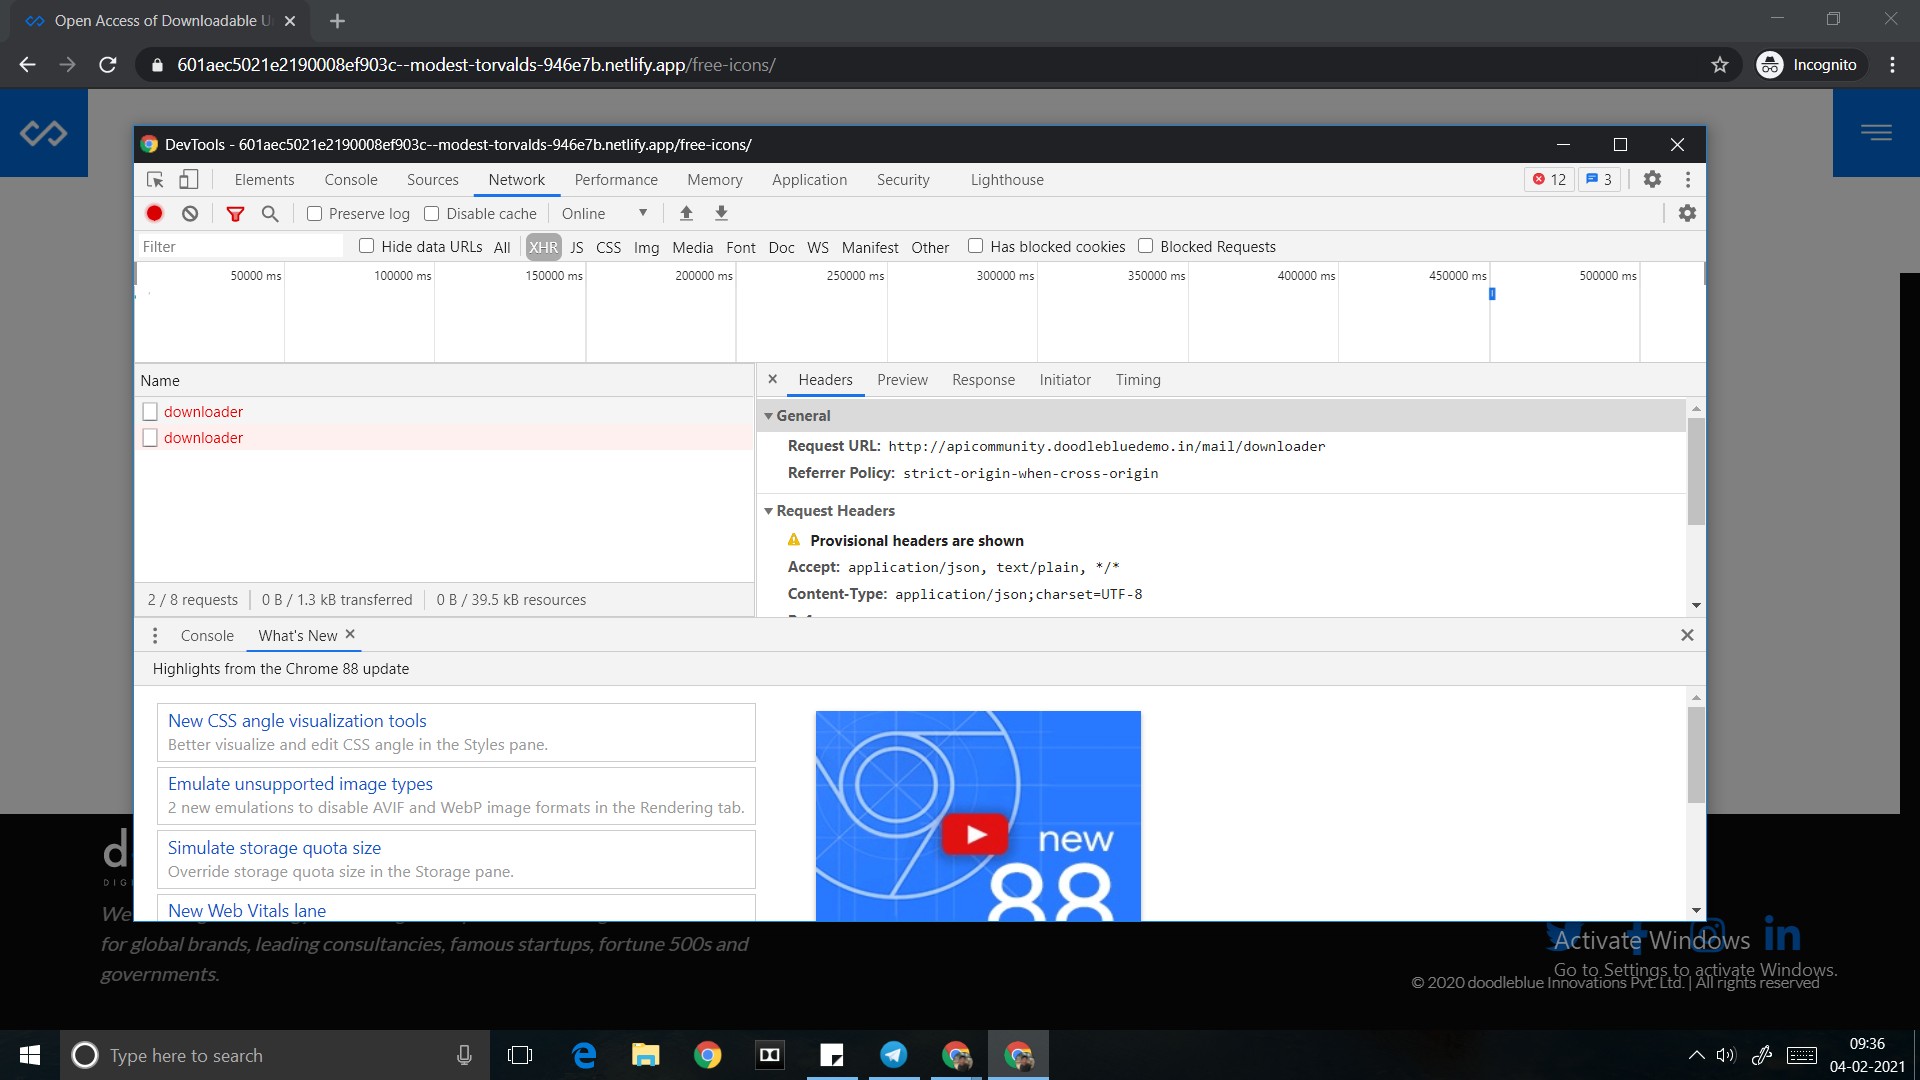 Open Access of Downloadable U
601aec5021e2190008ef903c--modest-torvalds-946e7b.netlify.app/free-icons/
Incognito
DevTools - 601aec5021e2190008ef903c--modest-torvalds-946e7b.netlify.app/free-icons/
Elements Console Sources Network Performance Memory Application Security Lighthouse 12 3
Preserve log Disable cache Online
Filter Hide data URLs All XHR JS CSS Img Media Font Doc WS Manifest Other Has blocked cookies Blocked Requests
50000 ms 100000 ms 150000 ms 200000 ms 250000 ms 300000 ms 350000 ms 400000 ms 450000 ms 500000 ms
Name
downloader
downloader
2 / 8 requests 0 B / 1.3 kB transferred 0 B / 39.5 kB resources
Headers Preview Response Initiator Timing
General
Request URL: http://apicommunity.doodlebluedemo.in/mail/downloader
Referrer Policy: strict-origin-when-cross-origin
Request Headers
Provisional headers are shown
Accept: application/json, text/plain, */*
Content-Type: application/json;charset=UTF-8
Console What's New
Highlights from the Chrome 88 update
New CSS angle visualization tools
Better visualize and edit CSS angle in the Styles pane.
Emulate unsupported image types
2 new emulations to disable AVIF and WebP image formats in the Rendering tab.
Simulate storage quota size
Override storage quota size in the Storage pane.
New Web Vitals lane
new
88
d
DIGI
We
for global brands, leading consultancies, famous startups, fortune 500s and
governments.
Activate Windows
Go to Settings to activate Windows.
© 2020 doodleblue Innovations Pvt. Ltd. | All rights reserved
Type here to search
09:36
04-02-2021